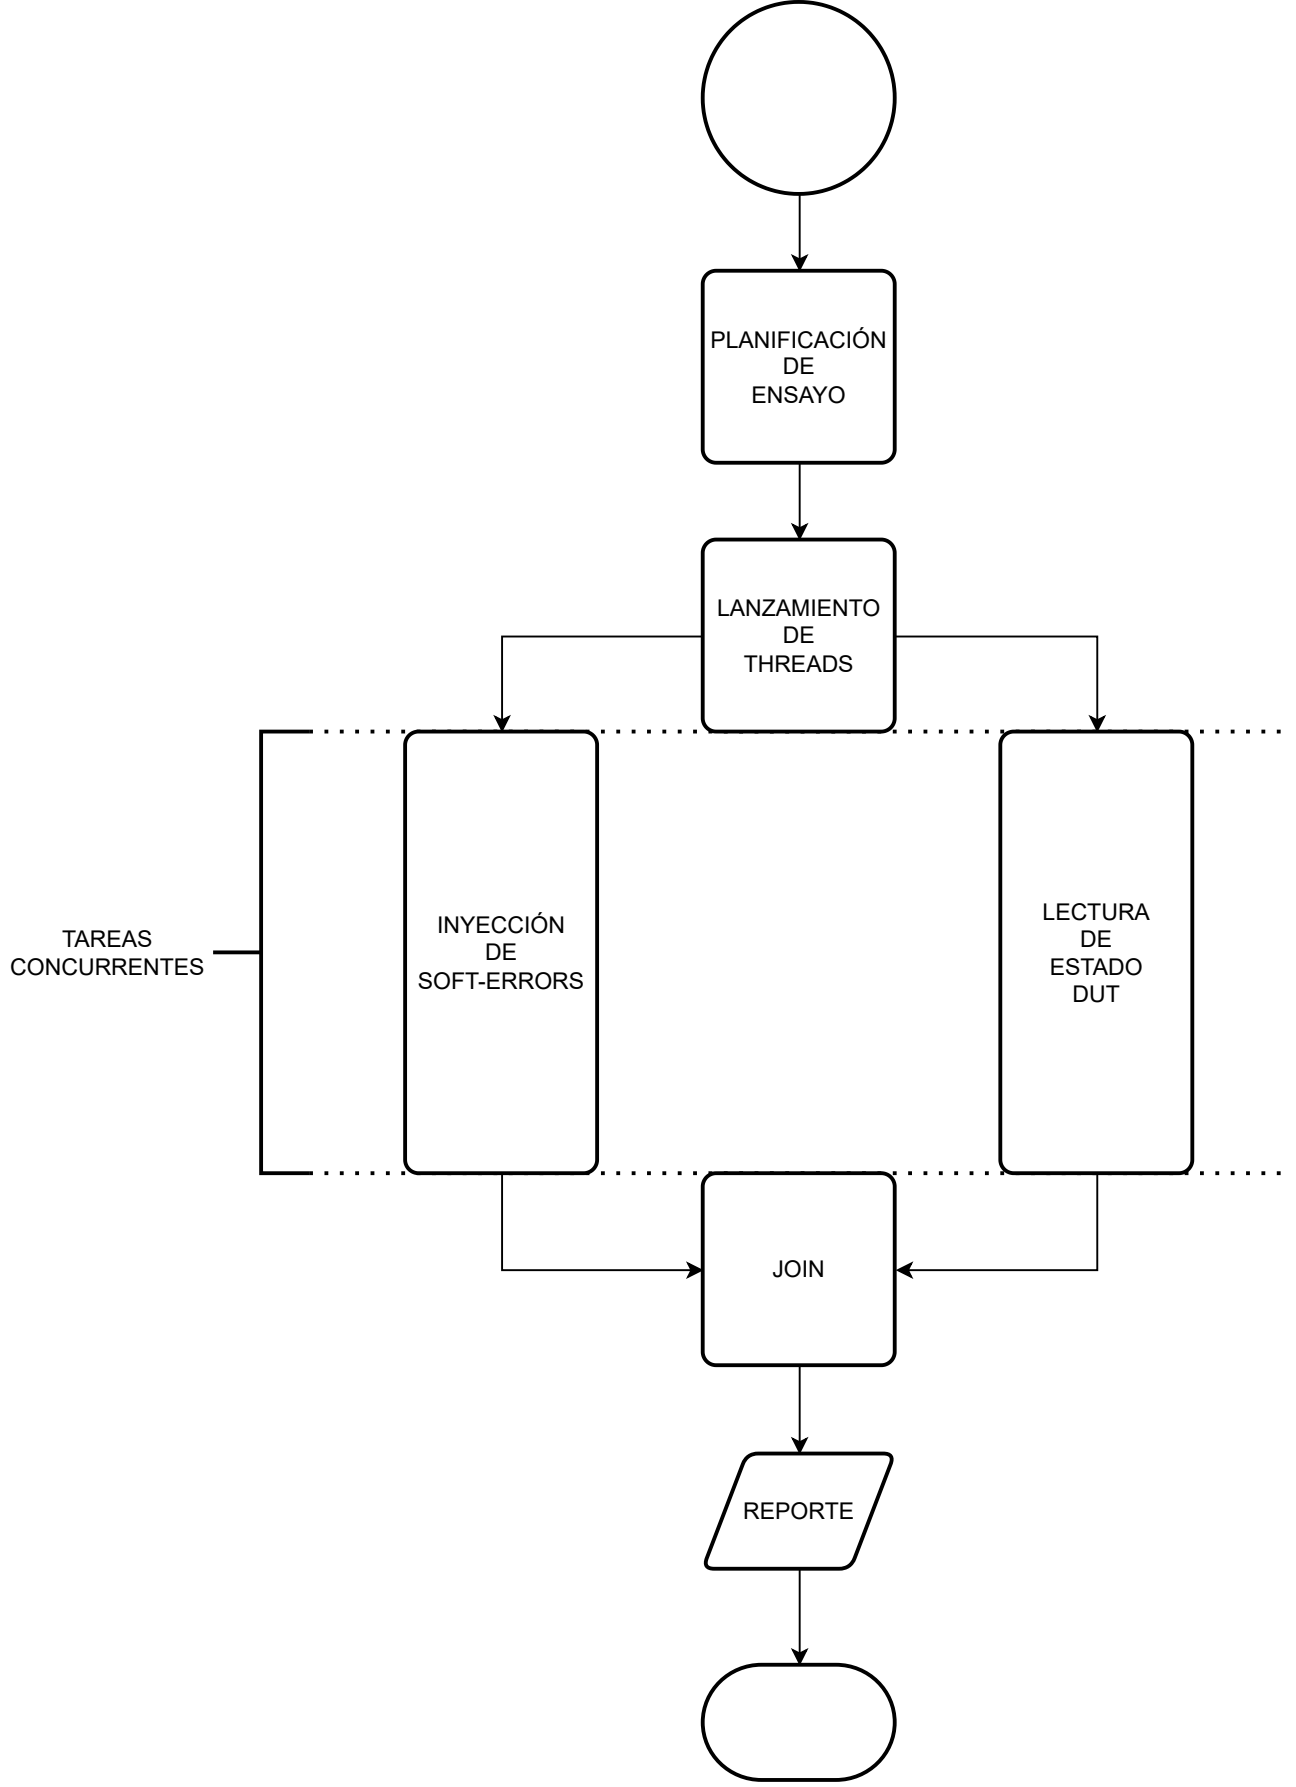 PLANIFICACIÓN
DE
ENSAYO
LANZAMIENTO
DE
THREADS
TAREAS
CONCURRENTES
INYECCIÓN
DE
SOFT-ERRORS
LECTURA
DE
ESTADO
DUT
JOIN
REPORTE